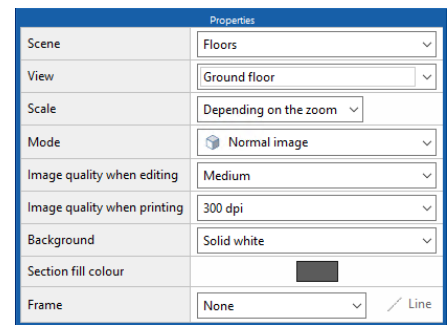 Properties
Scene Floors
View Ground floor
Scale Depending on the zoom
Mode Normal image
Image quality when editing Medium
Image quality when printing 300 dpi
Background Solid white
Section fill colour
Frame None Line